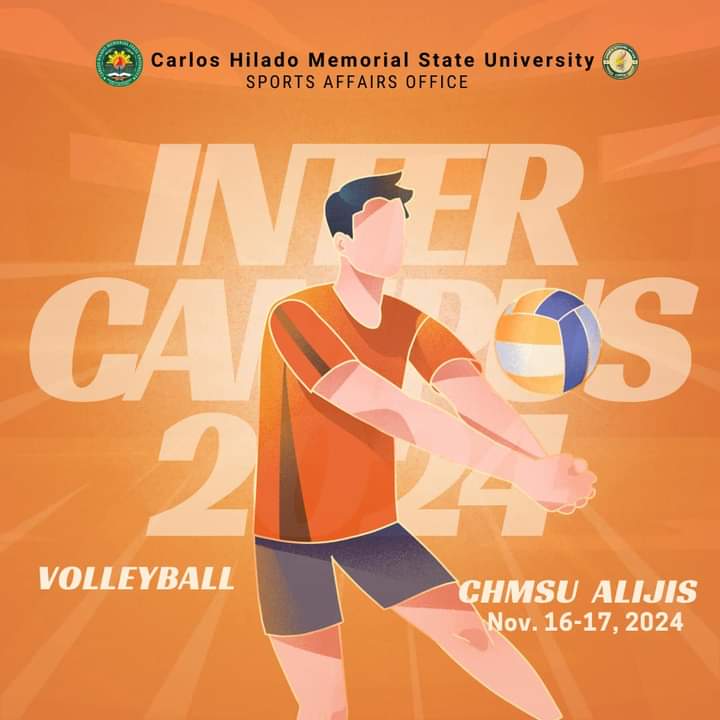 Carlos Hilado Memorial State University
SPORTS AFFAIRS OFFICE
INTER
CAMPUS
2024
VOLLEYBALL
CHMSU ALIJIS
Nov. 16-17, 2024